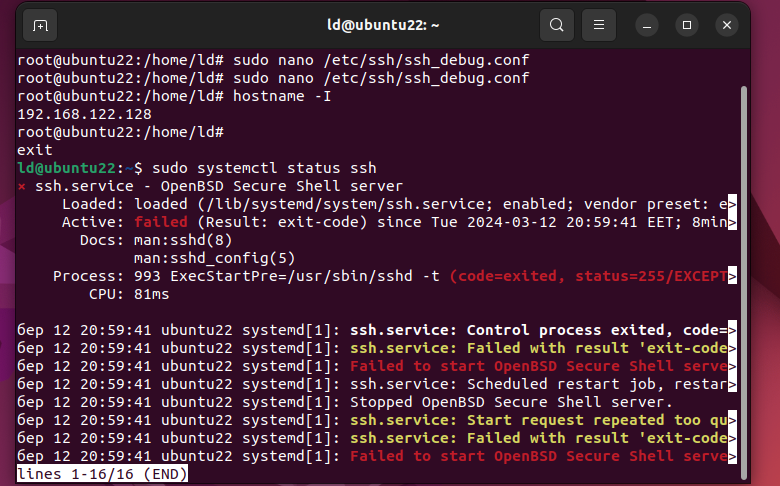 ld@ubuntu22: ~
root@ubuntu22:/home/ld# sudo nano /etc/ssh/ssh_debug.conf
root@ubuntu22:/home/ld# sudo nano /etc/ssh/ssh_debug.conf
root@ubuntu22:/home/ld# hostname -I
192.168.122.128
root@ubuntu22:/home/ld#
exit
ld@ubuntu22:~$ sudo systemctl status ssh
× ssh.service - OpenBSD Secure Shell server
Loaded: loaded (/lib/systemd/system/ssh.service; enabled; vendor preset: e>
Active: failed (Result: exit-code) since Tue 2024-03-12 20:59:41 EET; 8min>
Docs: man:sshd(8)
man:sshd_config(5)
Process: 993 ExecStartPre=/usr/sbin/sshd -t (code=exited, status=255/EXCEPT>
CPU: 81ms
бер 12 20:59:41 ubuntu22 systemd[1]: ssh.service: Control process exited, code=>
бер 12 20:59:41 ubuntu22 systemd[1]: ssh.service: Failed with result 'exit-code>
бер 12 20:59:41 ubuntu22 systemd[1]: Failed to start OpenBSD Secure Shell serve>
бер 12 20:59:41 ubuntu22 systemd[1]: ssh.service: Scheduled restart job, restar>
бер 12 20:59:41 ubuntu22 systemd[1]: Stopped OpenBSD Secure Shell server.
бер 12 20:59:41 ubuntu22 systemd[1]: ssh.service: Start request repeated too qu>
бер 12 20:59:41 ubuntu22 systemd[1]: ssh.service: Failed with result 'exit-code>
бер 12 20:59:41 ubuntu22 systemd[1]: Failed to start OpenBSD Secure Shell serve>
lines 1-16/16 (END)